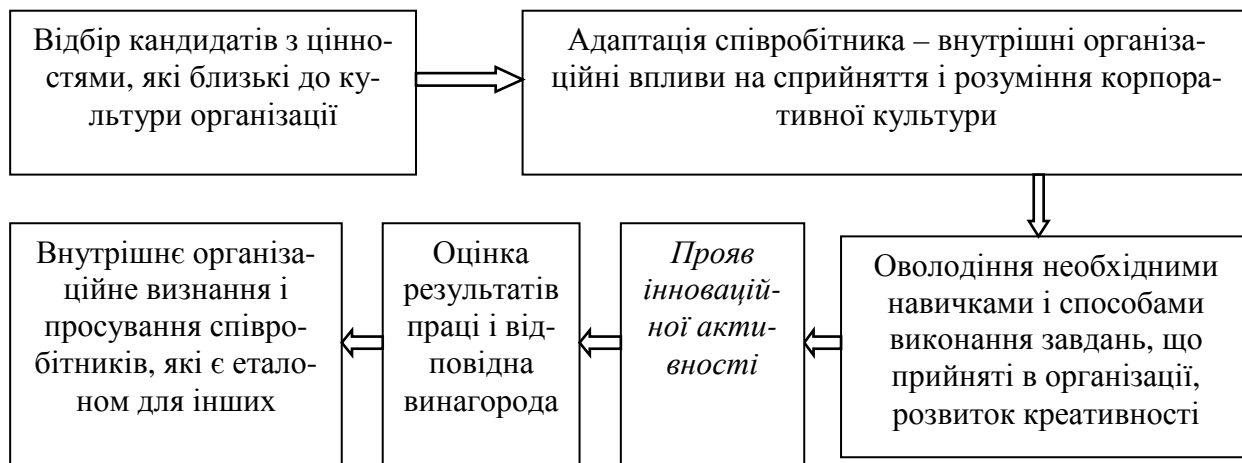 Відбір кандидатів з цінно-
стями, які близькі до ку-
льтури організації
Адаптація співробітника – внутрішні організа-
ційні впливи на сприйняття і розуміння корпора-
тивної культури
Оволодіння необхідними
навичками і способами
виконання завдань, що
прийняті в організації,
розвиток креативності
Прояв
інновацій-
ної акти-
вності
Оцінка
результатів
праці і від-
повідна
винагорода
Внутрішнє організа-
ційне визнання і
просування співро-
бітників, які є етало-
ном для інших